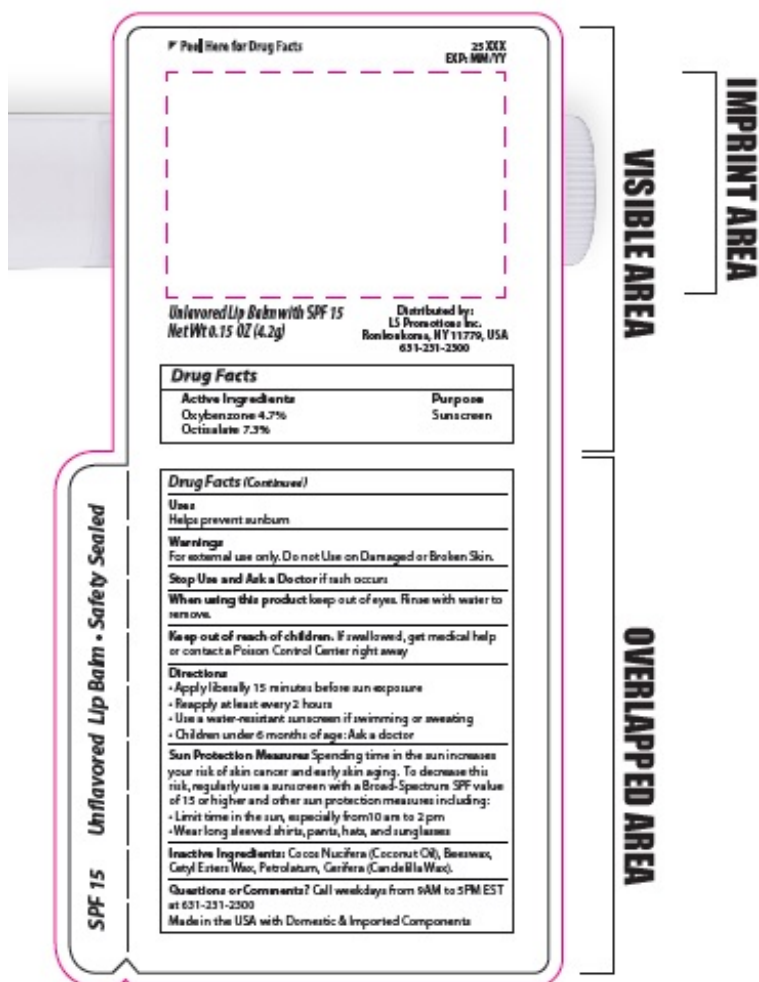 Peel Here for Drug Facts
25XXX
EXP: MM/YY
Unlavored Lip Balm with SPF 15
Net Wt 0.15 OZ (4.2g)
Distributed by:
LS Promotions Inc.
Ronkonkoma, NY 11779, USA
631-231-2300
Drug Facts
Active Ingredients Purpose
Oxybenzone 4.7% Sunscreen
Octisalate 7.3%
Drug Facts (Continued)
Uses
Helps prevent sunburn
Warnings
For external use only. Do not Use on Damaged or Broken Skin.
Stop Use and Ask a Doctor if rash occurs
When using this product keep out of eyes. Rinse with water to
remove.
Keep out of reach of children. If swallowed, get medical help
or contact a Poison Control Center right away
Directions
• Apply liberally 15 minutes before sun exposure
• Reapply at least every 2 hours
• Use a water-resistant sunscreen if swimming or sweating
• Children under 6 months of age: Ask a doctor
Sun Protection Measures Spending time in the sun increases
your risk of skin cancer and early skin aging. To decrease this
risk, regularly use a sunscreen with a Broad-Spectrum SPF value
of 15 or higher and other sun protection measures including:
• Limit time in the sun, especially from10 am to 2 pm
• Wear long sleeved shirts, pants, hats, and sunglasses
Inactive Ingredients: Cocos Nucifera (Coconut Oil), Beeswax,
Cetyl Esters Wax, Petrolatum, Cerifera (Candelilla Wax).
Questions or Comments? Call weekdays from 9AM to 5PM EST
at 631-231-2300
Made in the USA with Domestic & Imported Components
SPF 15 Unflavored Lip Balm • Safety Sealed
VISIBLE AREA
IMPRINT AREA
OVERLAPPED AREA